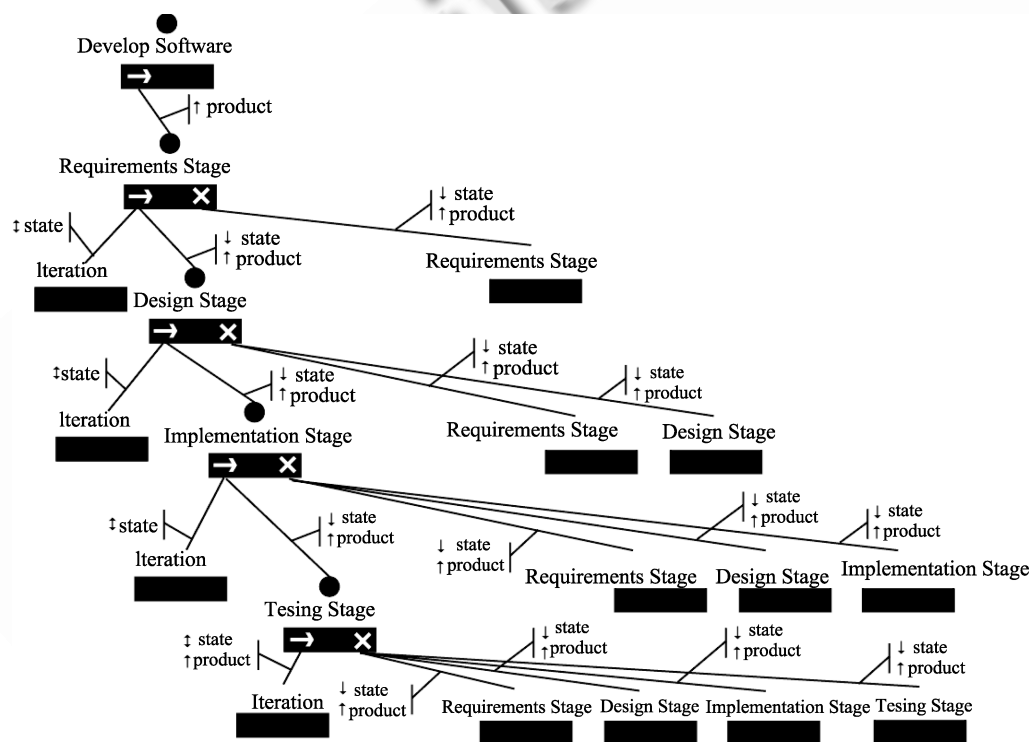 Develop Software
↑ product
Requirements Stage
↓ state
↑ product
↕ state
↓ state
↑ product
Requirements Stage
Iteration
Design Stage
↓ state
↑ product
↕ state
↓ state
↑ product
↓ state
↑ product
Iteration
Requirements Stage
Design Stage
Implementation Stage
↕ state
↓ state
↑ product
↓ state
↑ product
↓ state
↑ product
↓ state
↑ product
Iteration
Requirements Stage
Design Stage
Implementation Stage
Tesing Stage
↕ state
↑ product
↓ state
↑ product
↓ state
↑ product
↓ state
↑ product
↓ state
↑ product
Iteration
Requirements Stage
Design Stage
Implementation Stage
Tesing Stage